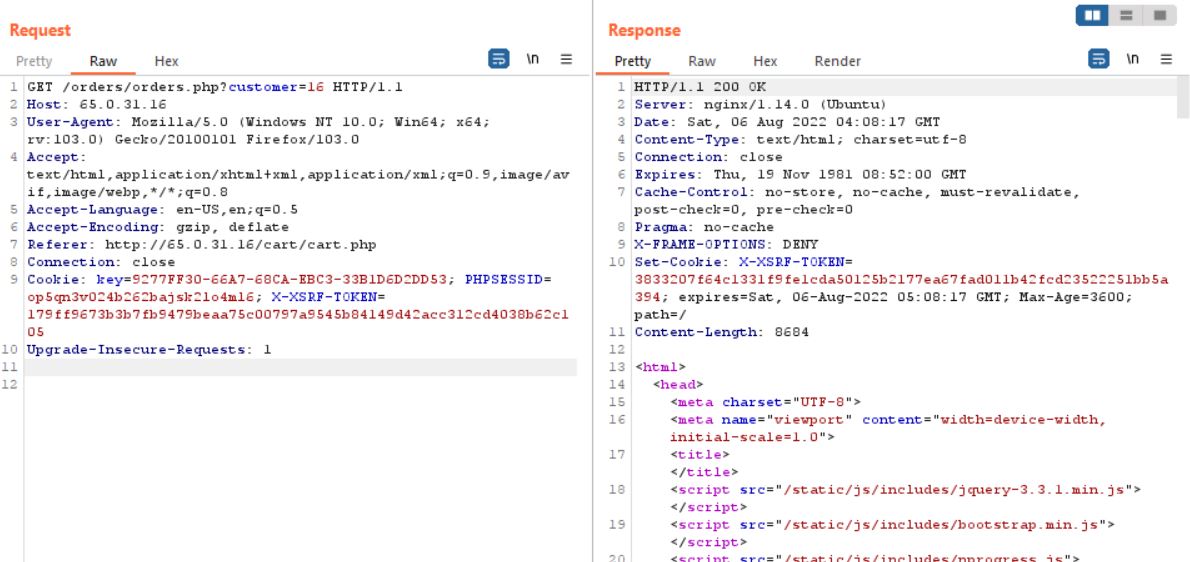 Request
Pretty Raw Hex
\n
1 GET /orders/orders.php?customer=16 HTTP/1.1
2 Host: 65.0.31.16
3 User-Agent: Mozilla/5.0 (Windows NT 10.0; Win64; x64;
rv:103.0) Gecko/20100101 Firefox/103.0
4 Accept:
text/html,application/xhtml+xml,application/xml;q=0.9,image/av
if,image/webp,*/*;q=0.8
5 Accept-Language: en-US,en;q=0.5
6 Accept-Encoding: gzip, deflate
7 Referer: http://65.0.31.16/cart/cart.php
8 Connection: close
9 Cookie: key=9277FF30-66A7-68CA-EBC3-33B1D6D2DD53; PHPSESSID=
op5qn3v024b262bajsk2lo4m16; X-XSRF-TOKEN=
179ff9673b3b7fb9479beaa75c00797a9545b84149d42acc312cd4038b62c1
05
10 Upgrade-Insecure-Requests: 1
11
12
Response
Pretty Raw Hex Render
\n
1 HTTP/1.1 200 OK
2 Server: nginx/1.14.0 (Ubuntu)
3 Date: Sat, 06 Aug 2022 04:08:17 GMT
4 Content-Type: text/html; charset=utf-8
5 Connection: close
6 Expires: Thu, 19 Nov 1981 08:52:00 GMT
7 Cache-Control: no-store, no-cache, must-revalidate,
post-check=0, pre-check=0
8 Pragma: no-cache
9 X-FRAME-OPTIONS: DENY
10 Set-Cookie: X-XSRF-TOKEN=
3833207f64c1331f9fe1cda50125b2177ea67fad011b42fcd23522251bb5a
394; expires=Sat, 06-Aug-2022 05:08:17 GMT; Max-Age=3600;
path=/
11 Content-Length: 8684
12
13 <html>
14 <head>
15 <meta charset="UTF-8">
16 <meta name="viewport" content="width=device-width,
initial-scale=1.0">
17 <title>
</title>
18 <script src="/static/js/includes/jquery-3.3.1.min.js">
</script>
19 <script src="/static/js/includes/bootstrap.min.js">
</script>
20 <script src="/static/js/includes/nprogress.js">